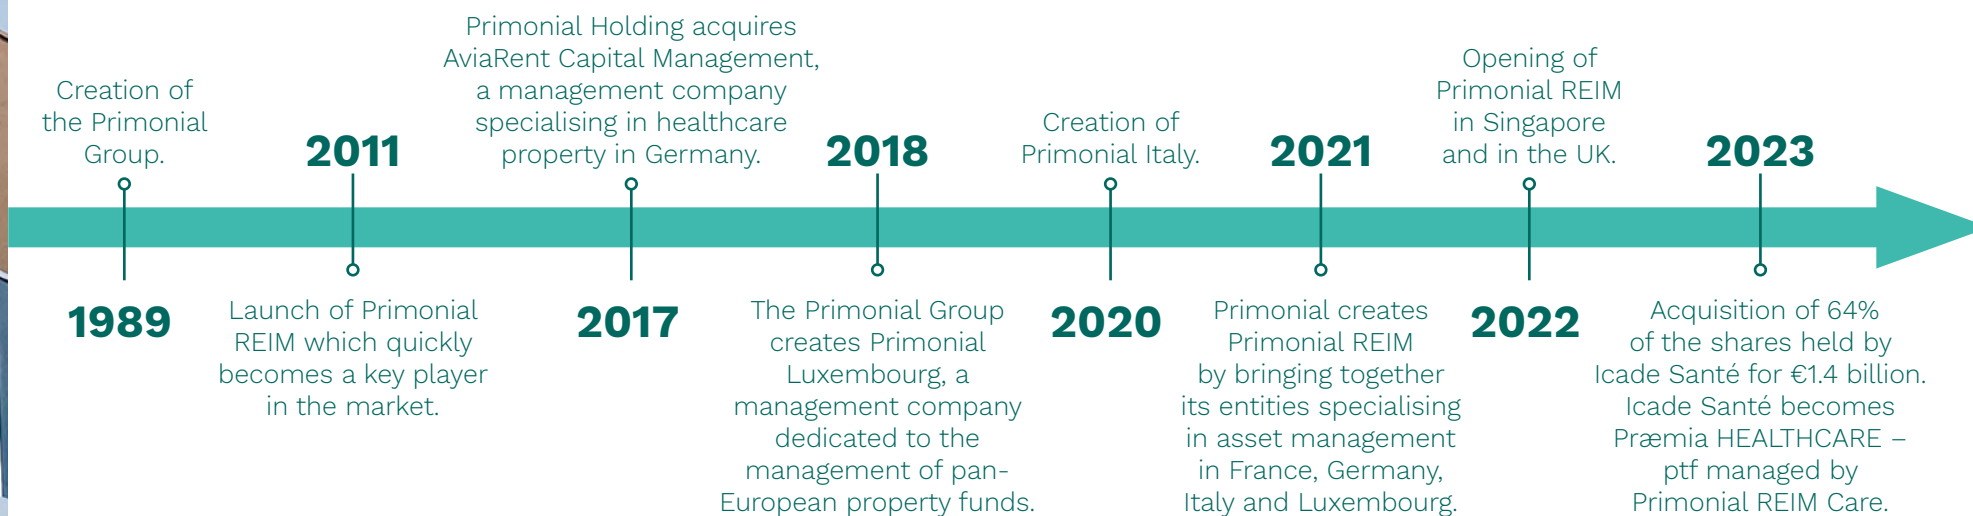 Creation of
the Primonial
Group.
1989
2011
Launch of Primonial
REIM which quickly
becomes a key player
in the market.
Primonial Holding acquires
AviaRent Capital Management,
a management company
specialising in healthcare
property in Germany.
2017
2018
The Primonial Group
creates Primonial
Luxembourg, a
management company
dedicated to the
management of pan-
European property funds.
Creation of
Primonial Italy.
2020
2021
Primonial creates
Primonial REIM
by bringing together
its entities specialising
in asset management
in France, Germany,
Italy and Luxembourg.
Opening of
Primonial REIM
in Singapore
and in the UK.
2022
2023
Acquisition of 64%
of the shares held by
Icade Santé for €1.4 billion.
Icade Santé becomes
Præmia HEALTHCARE –
ptf managed by
Primonial REIM Care.